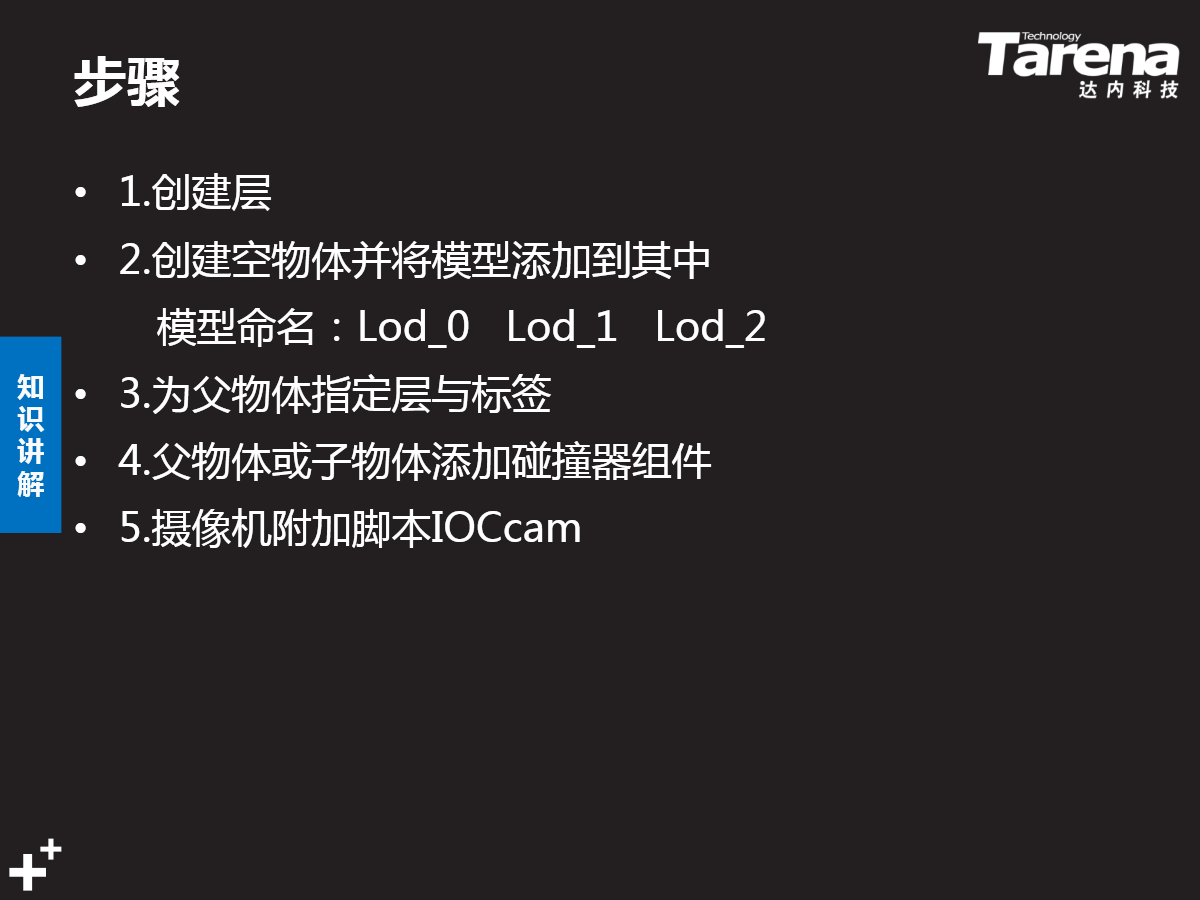 步骤
Technology
Tarena
达内科技
• 1.创建层
• 2.创建空物体并将模型添加到其中
模型命名：Lod_0 Lod_1 Lod_2
• 3.为父物体指定层与标签
• 4.父物体或子物体添加碰撞器组件
• 5.摄像机附加脚本IOCcam
知识讲解